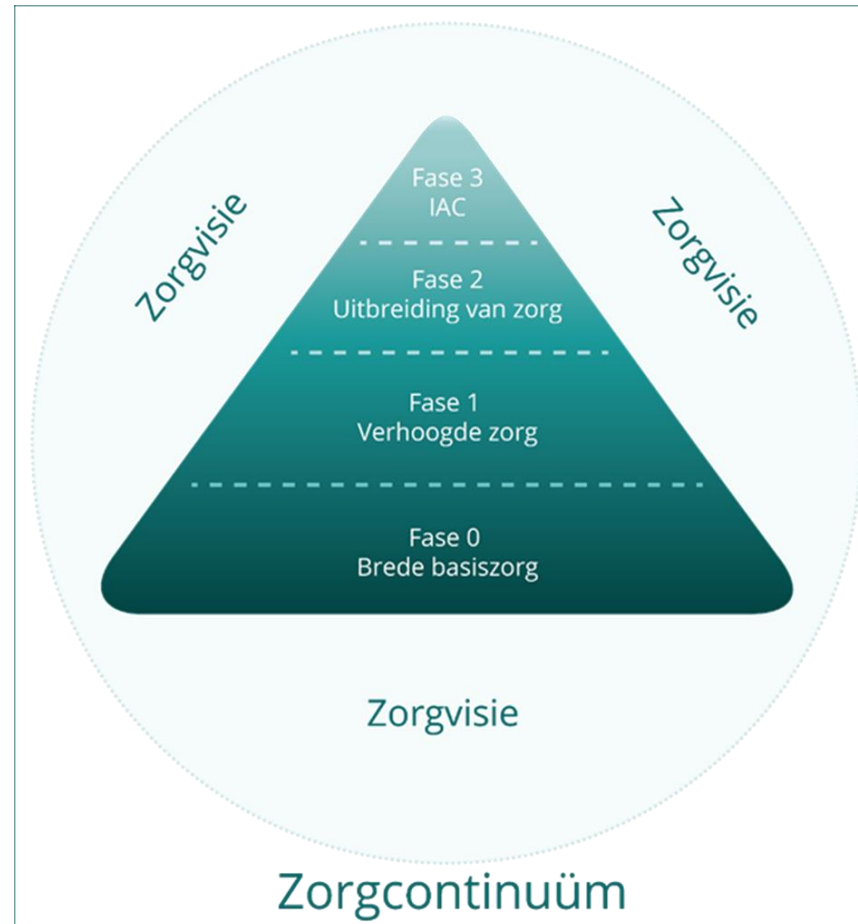 Zorgvisie
Zorgvisie
Fase 3
IAC
Fase 2
Uitbreiding van zorg
Fase 1
Verhoogde zorg
Fase 0
Brede basiszorg
Zorgvisie
Zorgcontinuüm